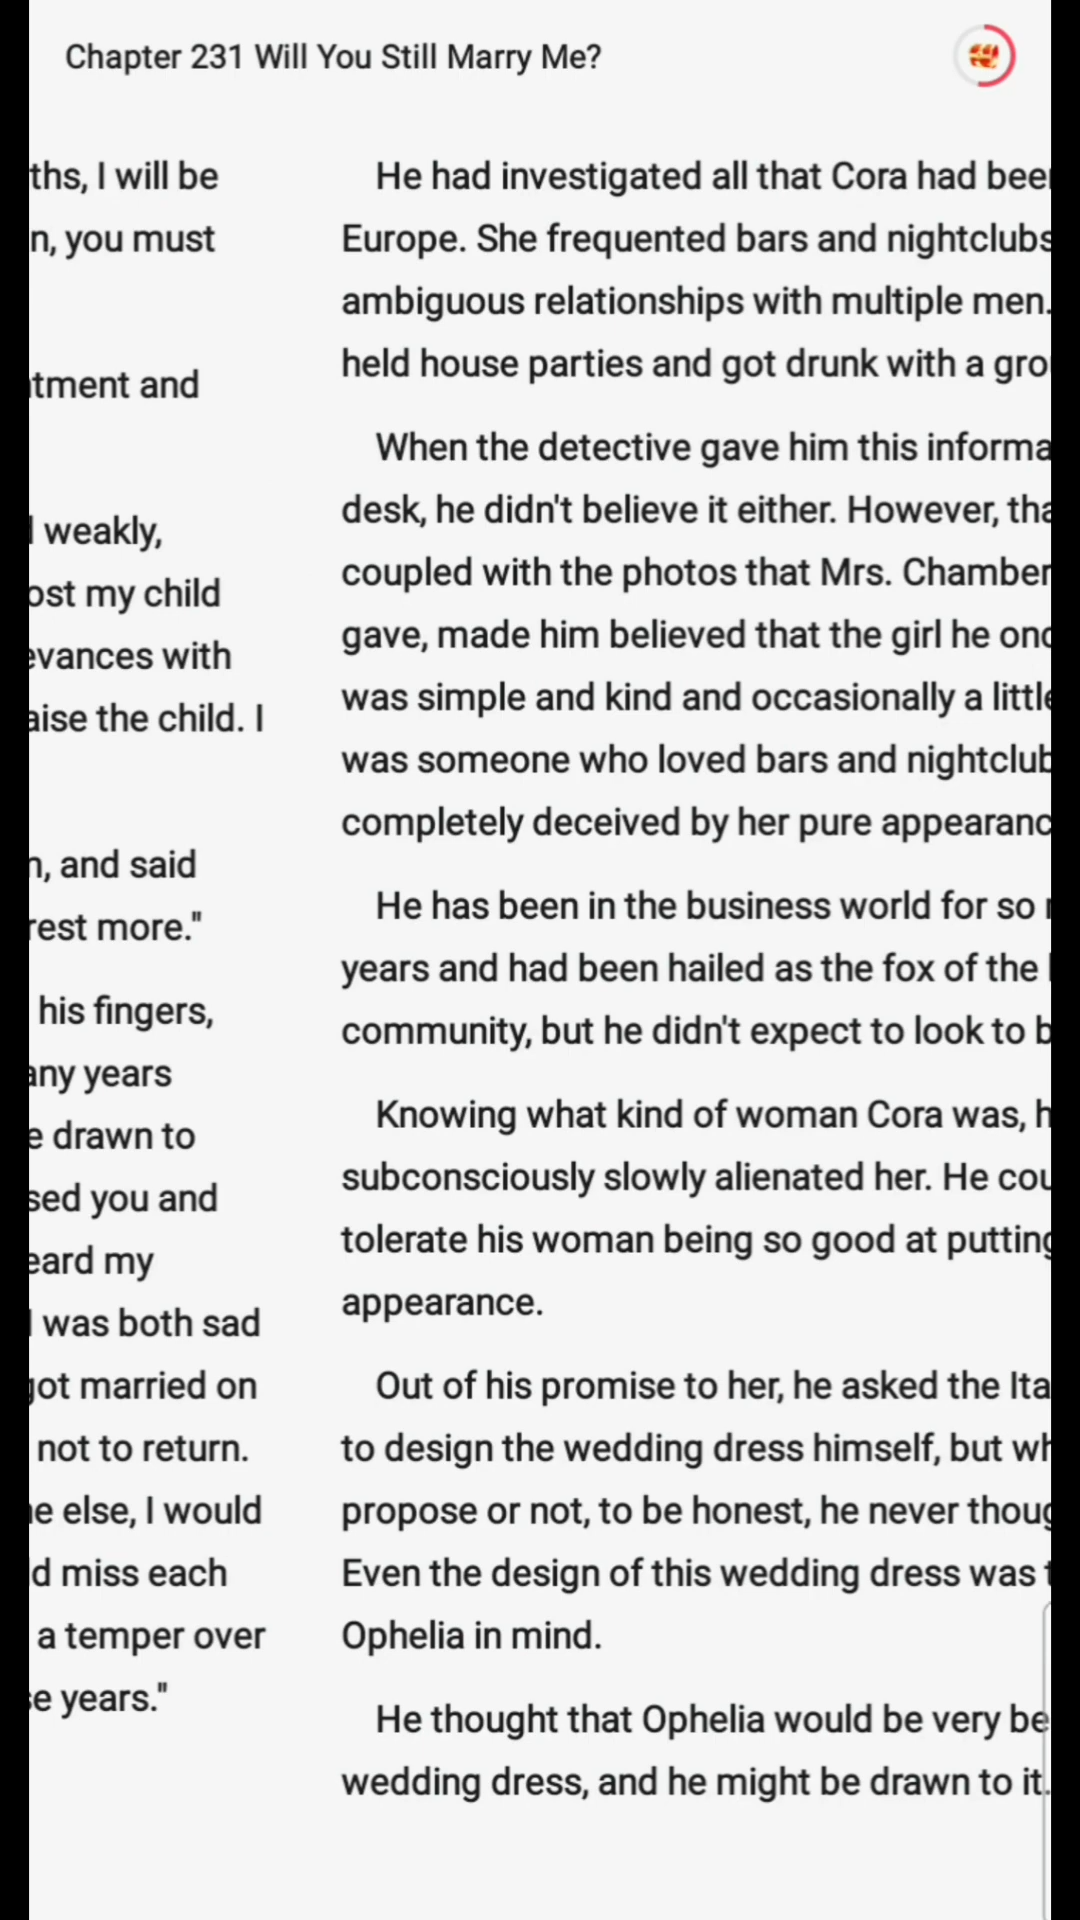 Chapter 231 Will You Still Marry Me?
ths, I will be
n, you must
tment and
weakly,
ost my child
evances with
aise the child. I
n, and said
rest more."
his fingers,
any years
e drawn to
sed you and
eard my
I was both sad
got married on
not to return.
ne else, I would
d miss each
a temper over
se years."
He had investigated all that Cora had been
Europe. She frequented bars and nightclubs
ambiguous relationships with multiple men.
held house parties and got drunk with a gro
When the detective gave him this informa
desk, he didn't believe it either. However, tha
coupled with the photos that Mrs. Chamber
gave, made him believed that the girl he onc
was simple and kind and occasionally a little
was someone who loved bars and nightclub
completely deceived by her pure appearanc
He has been in the business world for so
years and had been hailed as the fox of the
community, but he didn't expect to look to b
Knowing what kind of woman Cora was, h
subconsciously slowly alienated her. He cou
tolerate his woman being so good at putting
appearance.
Out of his promise to her, he asked the Ita
to design the wedding dress himself, but wh
propose or not, to be honest, he never thoug
Even the design of this wedding dress was t
Ophelia in mind.
He thought that Ophelia would be very be
wedding dress, and he might be drawn to it.